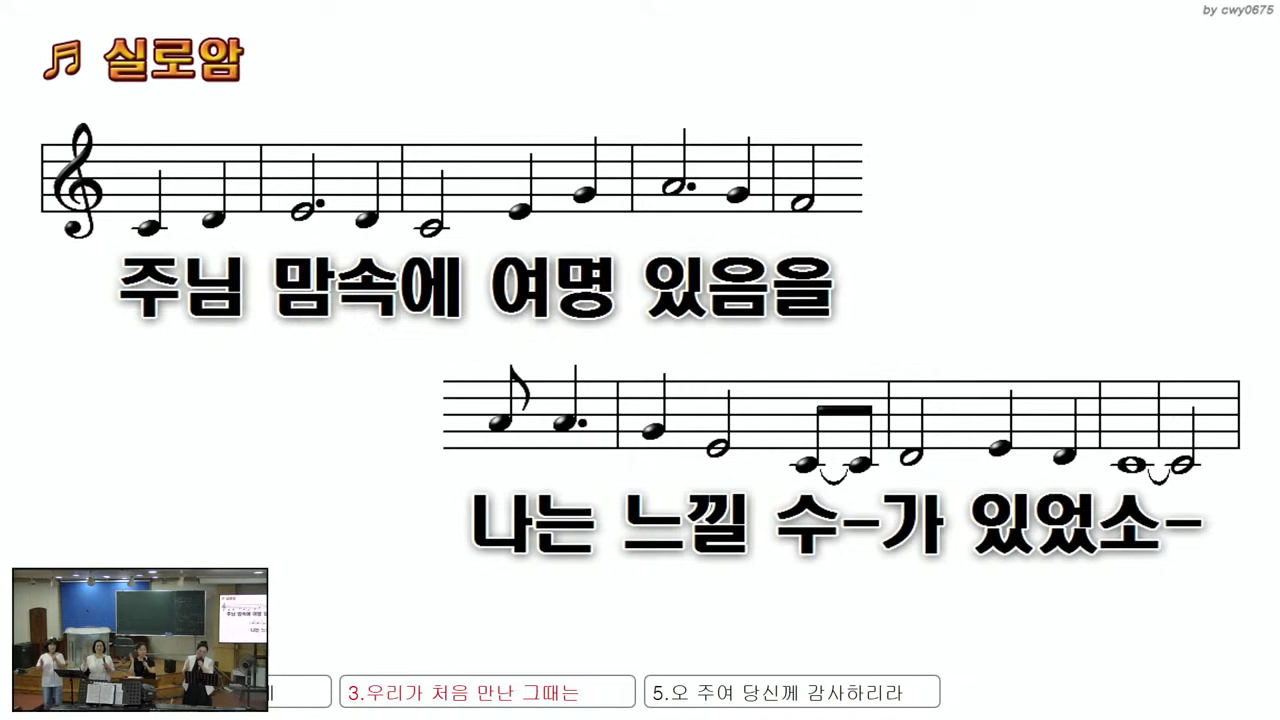 by cwy0675
♬ 실로암
주님 맘속에 여명 있음을
나는 느낄 수-가 있었소-
3.우리가 처음 만난 그때는
5.오 주여 당신께 감사하리라